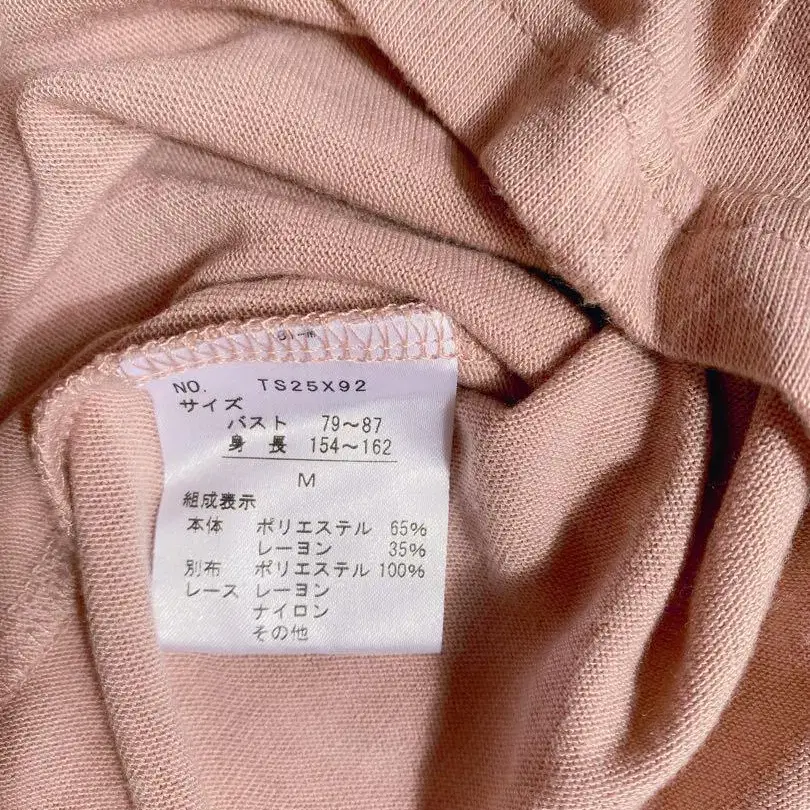 NO. TS25X92
サイズ
バスト 79～87
身長 154～162
M
組成表示
本体 ポリエステル 65%
レーヨン 35%
別布 ポリエステル 100%
レース レーヨン
ナイロン
その他